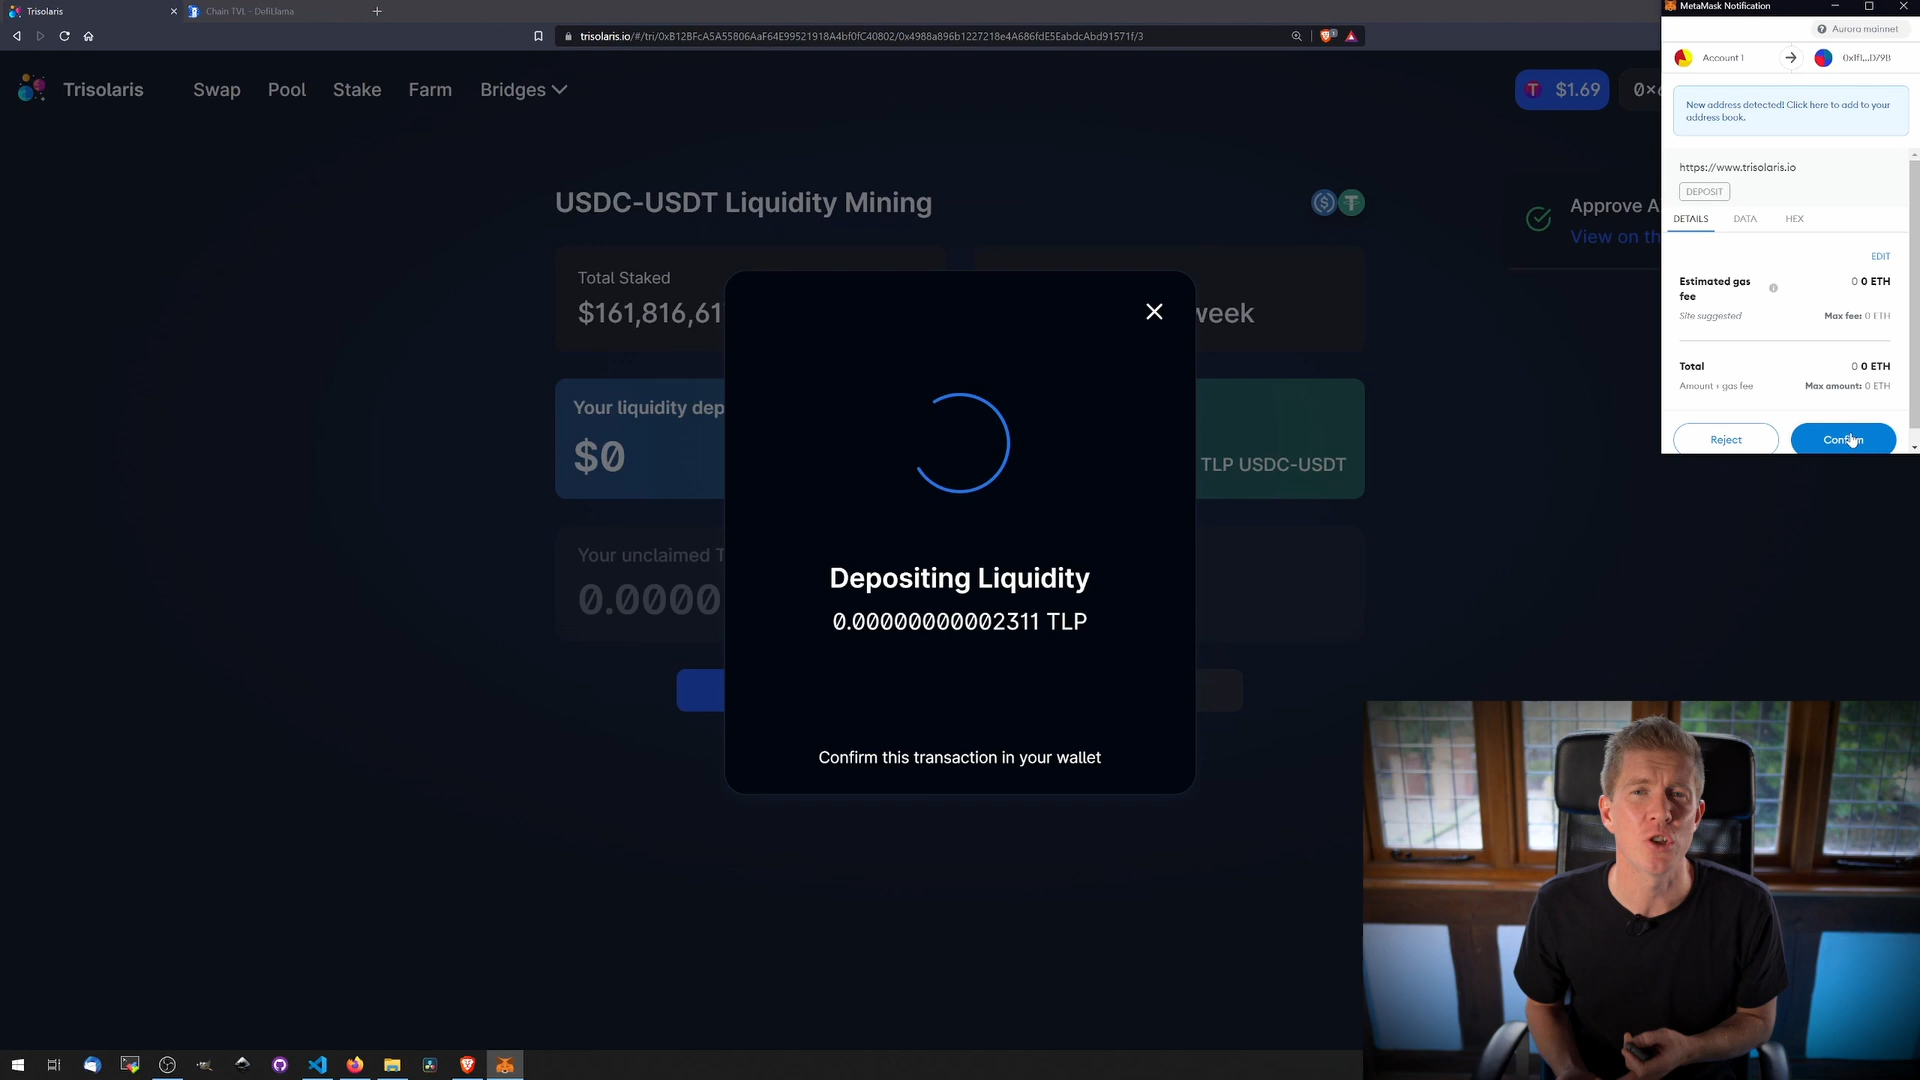 Trisolaris
Chain TVL - DefiLlama
trisolaris.io/#/tri/0xB12BFcA5A55806AaF64E99521918A4bf0fC40802/0x4988a896b1227218e4A686fdE5EabdcAbd91571f/3
Trisolaris
Swap
Pool
Stake
Farm
Bridges
T $1.69
USDC-USDT Liquidity Mining
Total Staked
$161,816,61
week
Your liquidity dep
$0
TLP USDC-USDT
Your unclaimed T
0.0000
Depositing Liquidity
0.00000000002311 TLP
Confirm this transaction in your wallet
Approve A
View on th
MetaMask Notification
Aurora mainnet
Account 1
0x1f1...D79B
New address detected! Click here to add to your
address book.
https://www.trisolaris.io
DEPOSIT
DETAILS DATA HEX
EDIT
Estimated gas
fee
0 0 ETH
Site suggested
Max fee: 0 ETH
Total
0 0 ETH
Amount + gas fee
Max amount: 0 ETH
Reject
Confirm